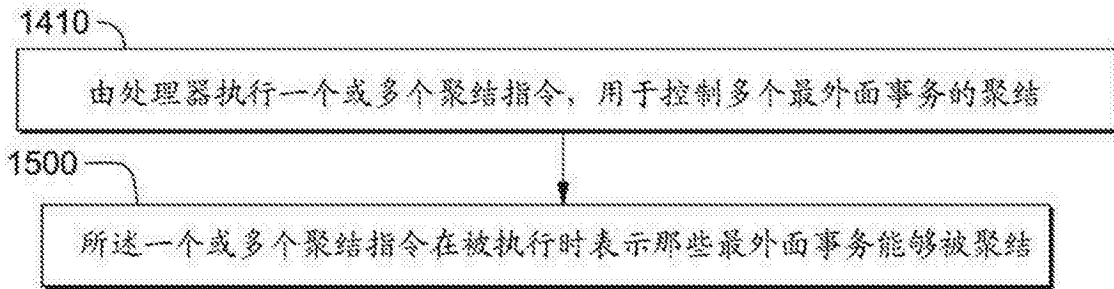 1410
由处理器执行一个或多个聚结指令，用于控制多个最外面事务的聚结
1500
所述一个或多个聚结指令在被执行时表示那些最外面事务能够被聚结